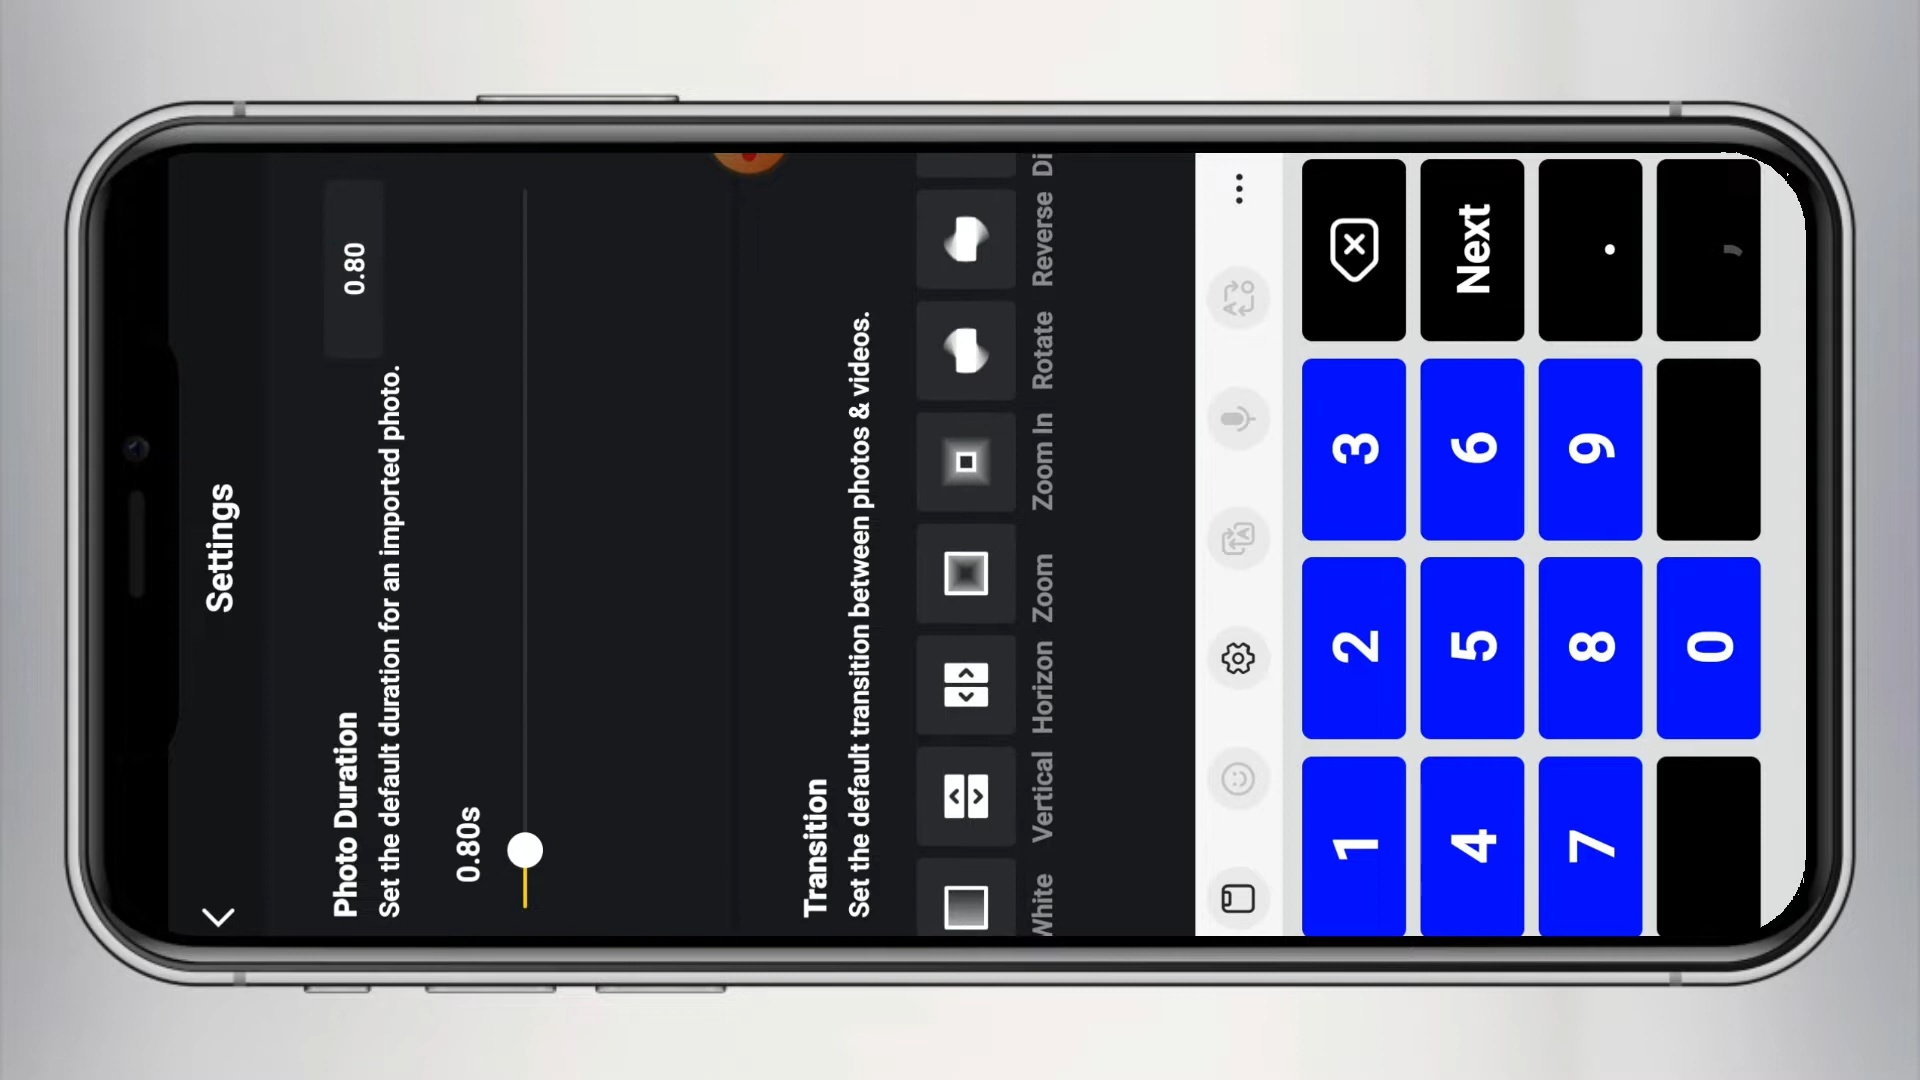 Settings
Photo Duration
0.80
Set the default duration for an imported photo.
0.80s
Transition
Set the default transition between photos & videos.
White
Vertical
Horizon
Zoom
Zoom In
Rotate
Reverse
Di
1 2 3
4 5 6 Next
7 8 9 .
0 ,